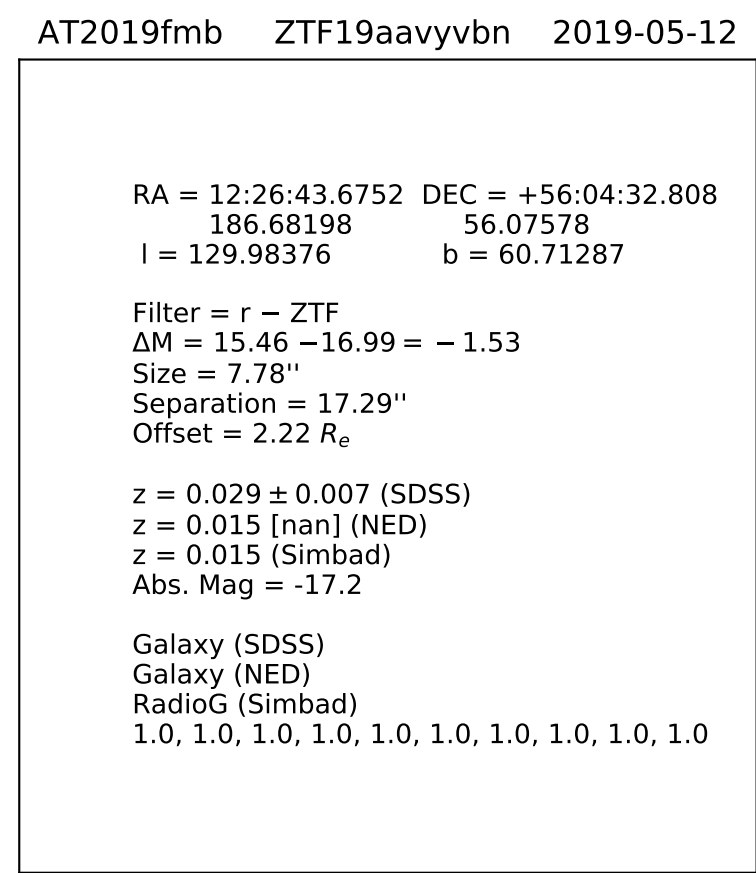 AT2019fmb ZTF19aavyvbn 2019-05-12
RA = 12:26:43.6752 DEC = +56:04:32.808
186.68198 56.07578
l = 129.98376 b = 60.71287
Filter = r − ZTF
ΔM = 15.46 −16.99 = − 1.53
Size = 7.78''
Separation = 17.29''
Offset = 2.22 Rₑ
z = 0.029 ± 0.007 (SDSS)
z = 0.015 [nan] (NED)
z = 0.015 (Simbad)
Abs. Mag = -17.2
Galaxy (SDSS)
Galaxy (NED)
RadioG (Simbad)
1.0, 1.0, 1.0, 1.0, 1.0, 1.0, 1.0, 1.0, 1.0, 1.0